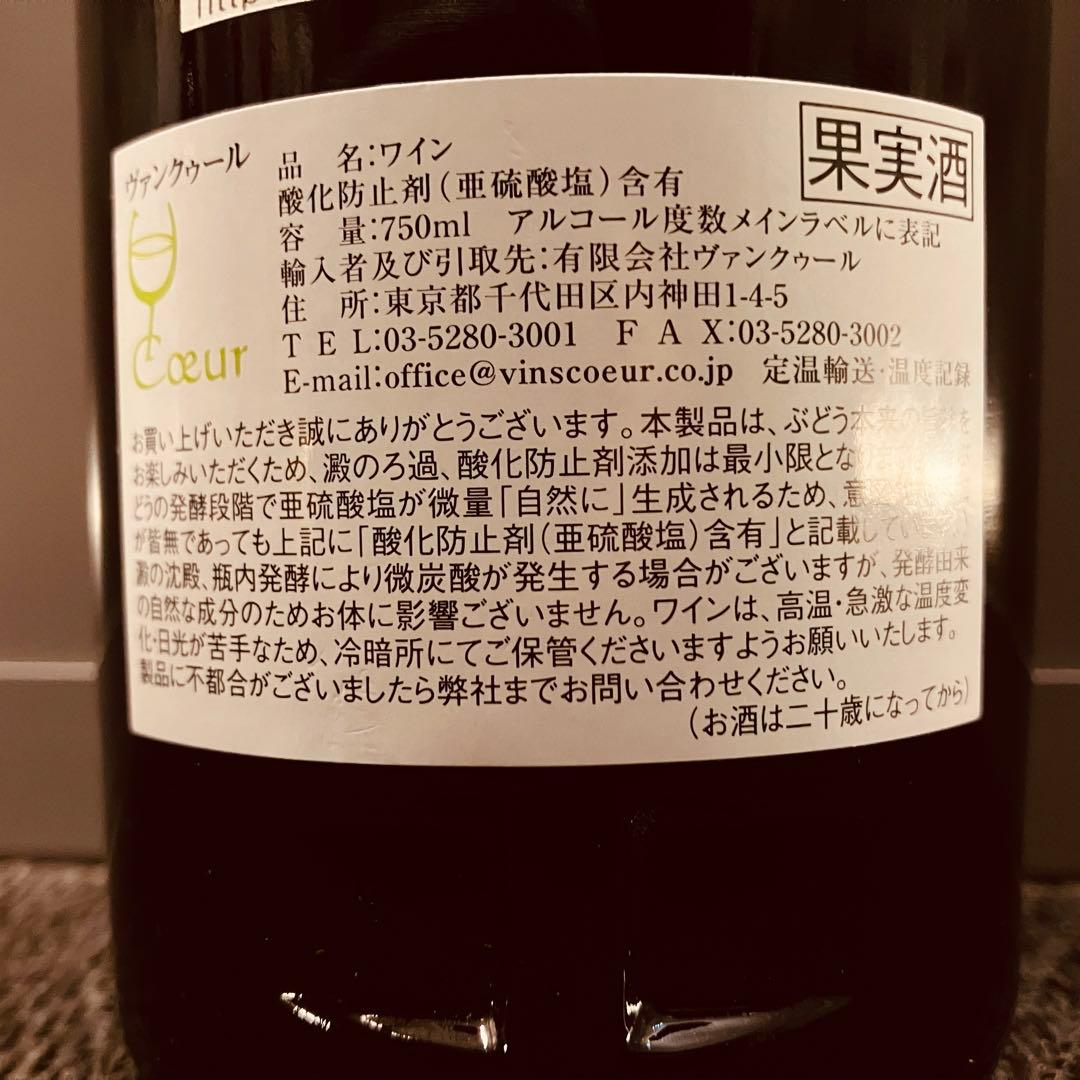 http
果実酒
ヴァンクゥール
Cœur
品 名:ワイン
酸化防止剤(亜硫酸塩)含有
容 量:750ml アルコール度数メインラベルに表記
輸入者及び引取先:有限会社ヴァンクゥール
住 所:東京都千代田区内神田1-4-5
TEL:03-5280-3001 FAX:03-5280-3002
E-mail:office@vinscoeur.co.jp 定温輸送・温度記録
お買い上げいただき誠にありがとうございます。本製品は、ぶどう本来の旨味を
お楽しみいただくため、澱のろ過、酸化防止剤添加は最小限とな
どうの発酵段階で亜硫酸塩が微量「自然に」生成されるため、
が皆無であっても上記に「酸化防止剤(亜硫酸塩)含有」と記載して
澱の沈殿、瓶内発酵により微炭酸が発生する場合がございますが、発酵由来
の自然な成分のためお体に影響ございません。ワインは、高温・急激な温度変
化・日光が苦手なため、冷暗所にてご保管くださいますようお願いいたします。
製品に不都合がございましたら弊社までお問い合わせください。
(お酒は二十歳になってから)